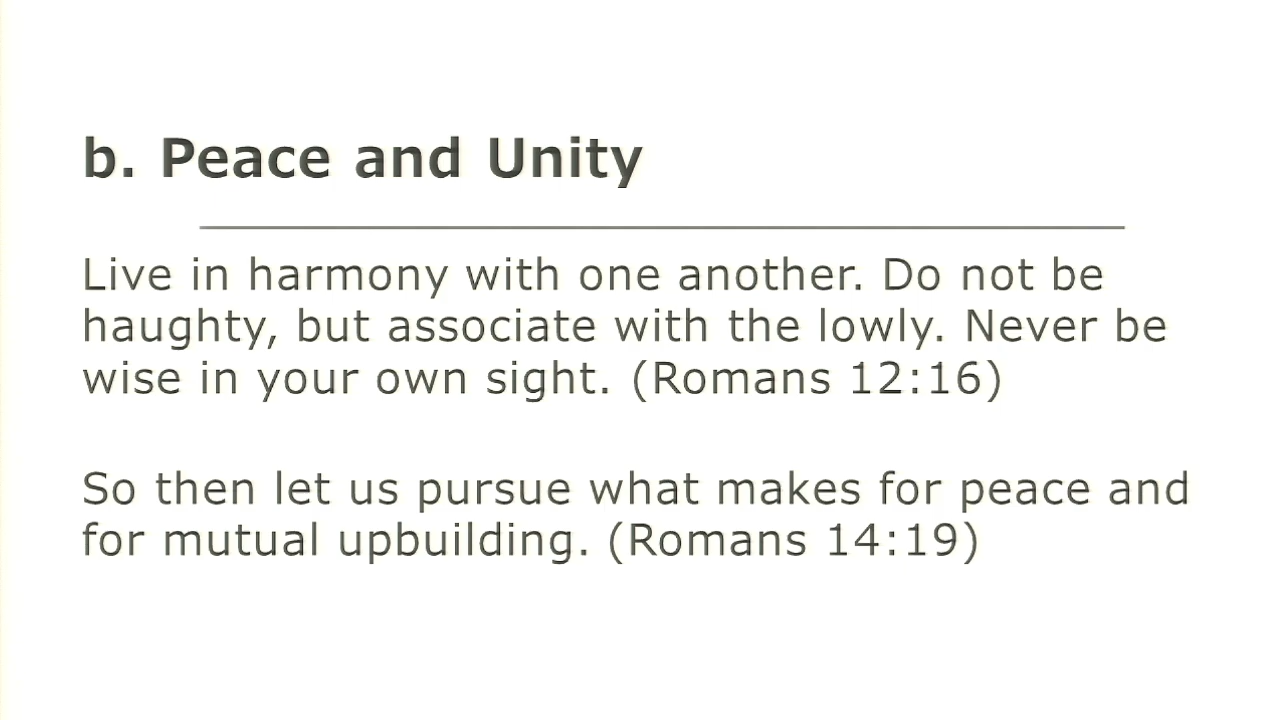 b. Peace and Unity
Live in harmony with one another. Do not be
haughty, but associate with the lowly. Never be
wise in your own sight. (Romans 12:16)
So then let us pursue what makes for peace and
for mutual upbuilding. (Romans 14:19)